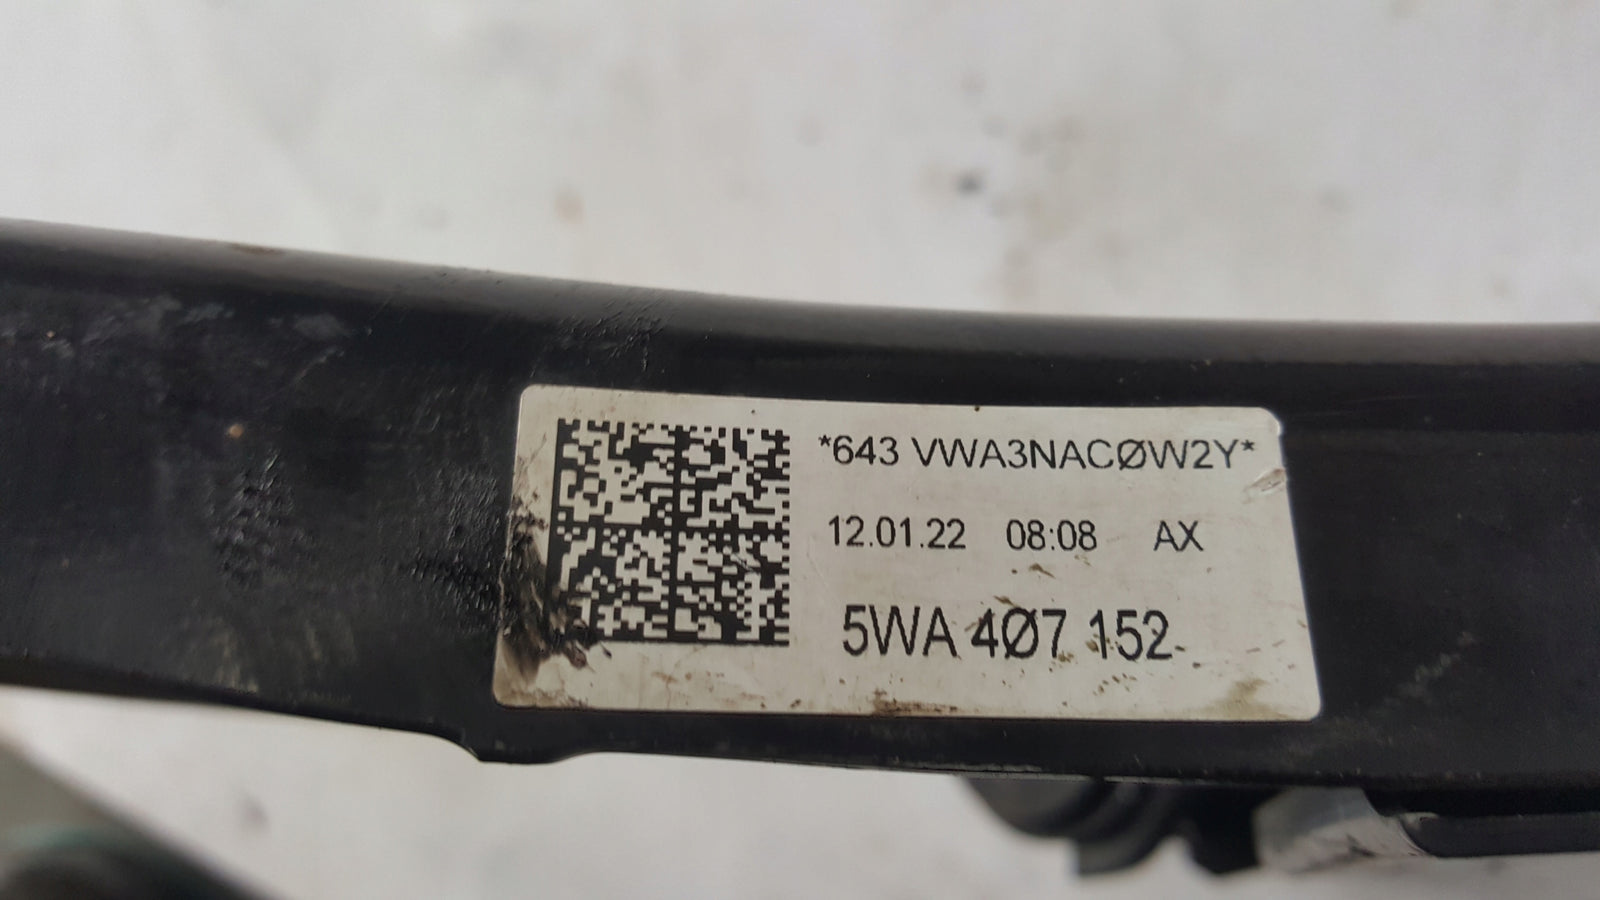 *643 VWA3NACØW2Y*
12.01.22 08:08 AX
5WA 4Ø7 152